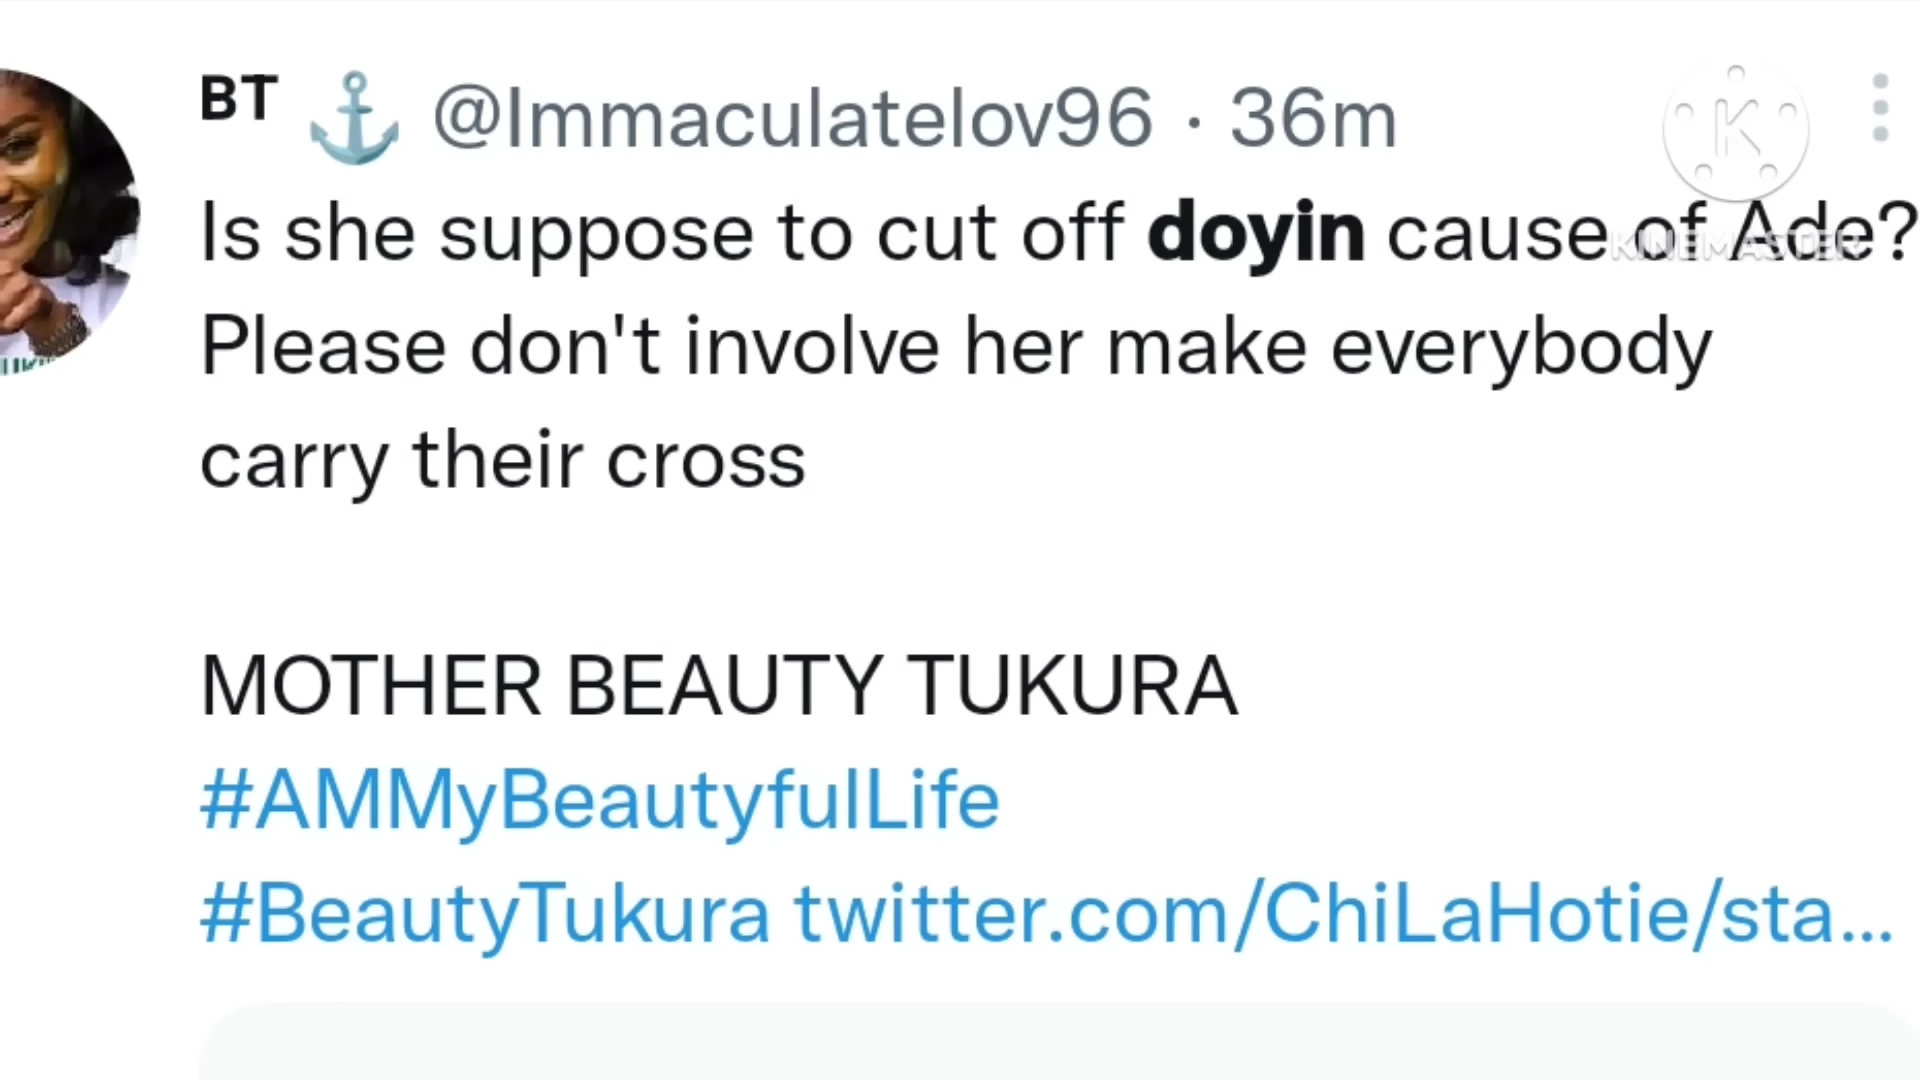 BT ⚓ @Immaculatelov96 · 36m
Is she suppose to cut off doyin cause of Ade?
Please don't involve her make everybody
carry their cross
MOTHER BEAUTY TUKURA
#AMMyBeautyfulLife
#BeautyTukura twitter.com/ChiLaHotie/sta...
K
KINEMASTER